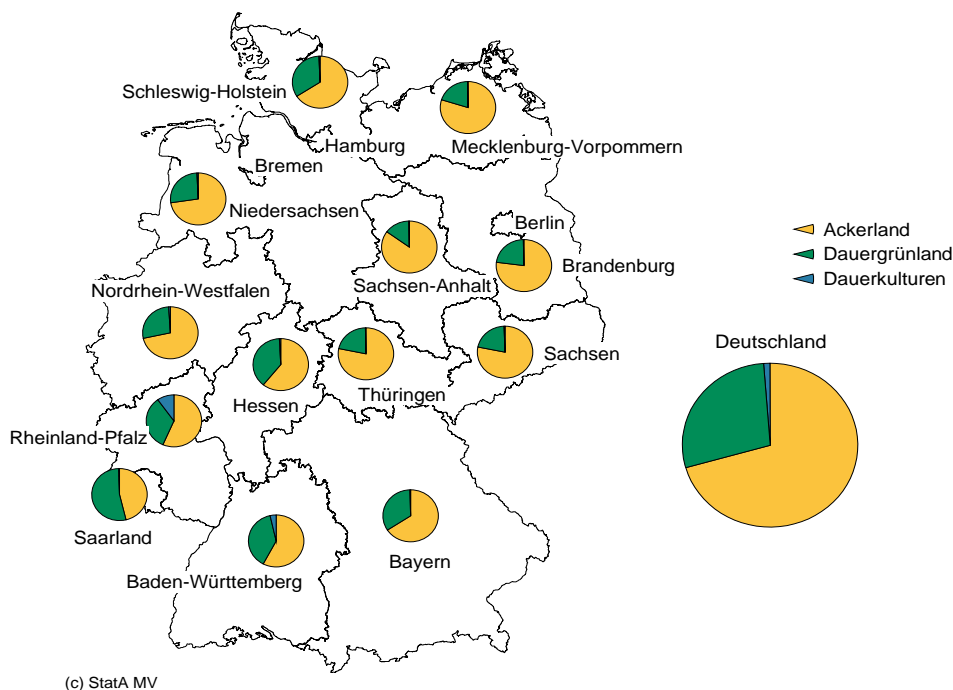 Schleswig-Holstein
Hamburg
Mecklenburg-Vorpommern
Bremen
Niedersachsen
Berlin
Brandenburg
Sachsen-Anhalt
Nordrhein-Westfalen
Sachsen
Thüringen
Hessen
Rheinland-Pfalz
Saarland
Bayern
Baden-Württemberg
Ackerland
Dauergrünland
Dauerkulturen
Deutschland
(c) StatA MV